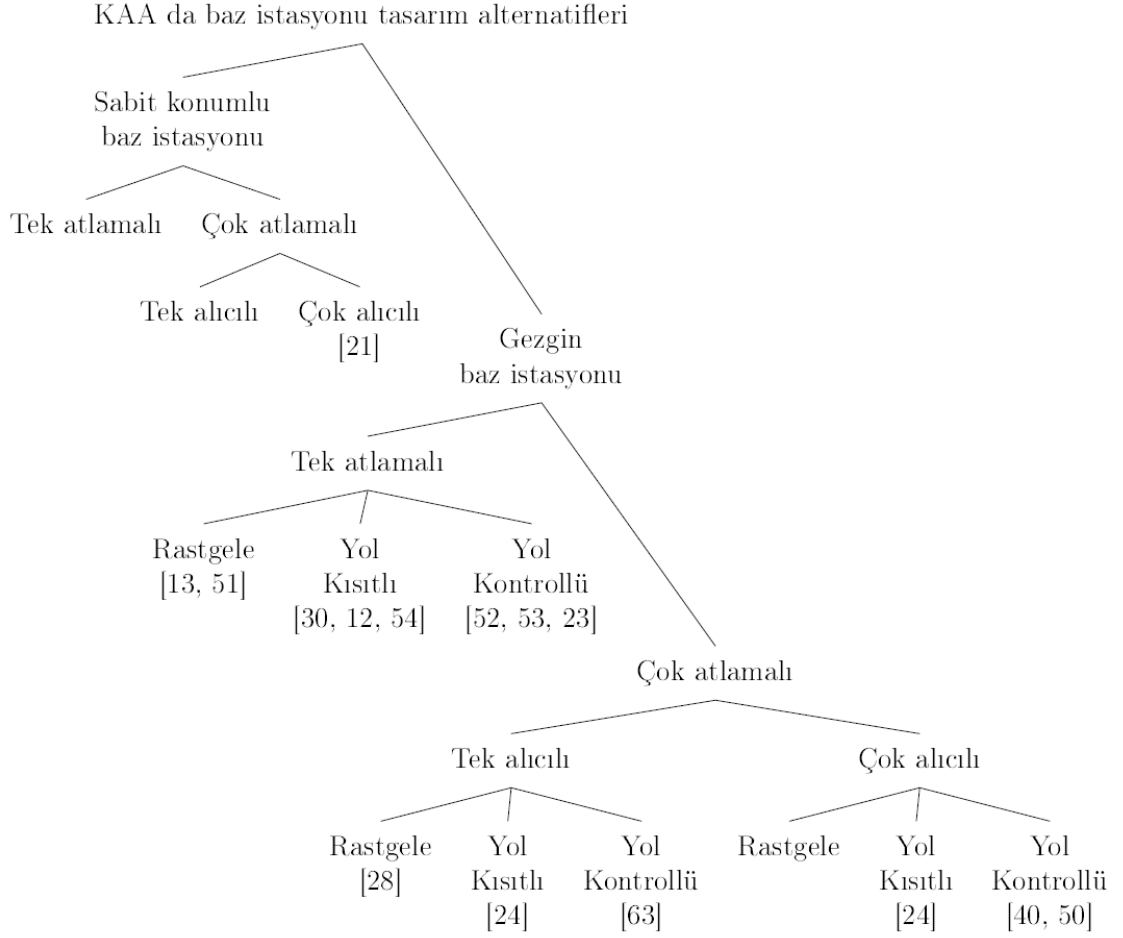 KAA da baz istasyonu tasarım alternatifleri
Sabit konumlu
baz istasyonu
Tek atlamalı
Çok atlamalı
Tek alıcılı
Çok alıcılı
[21]
Gezgin
baz istasyonu
Tek atlamalı
Rastgele
[13, 51]
Yol
Kısıtlı
[30, 12, 54]
Yol
Kontrollü
[52, 53, 23]
Çok atlamalı
Tek alıcılı
Rastgele
[28]
Yol
Kısıtlı
[24]
Yol
Kontrollü
[63]
Çok alıcılı
Rastgele
Yol
Kısıtlı
[24]
Yol
Kontrollü
[40, 50]